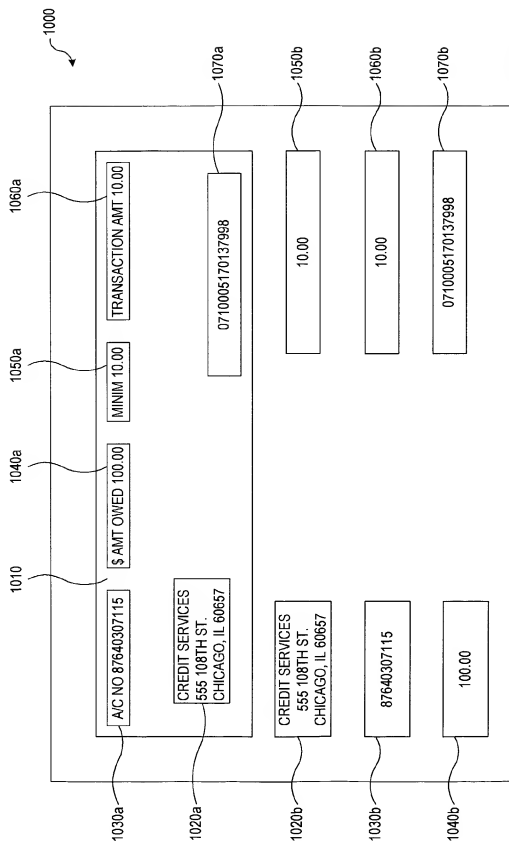 1000
1030a
1010
1040a
1050a
1060a
A/C NO 87640307115
$ AMT OWED 100.00
MINIM 10.00
TRANSACTION AMT 10.00
CREDIT SERVICES
555 108TH ST.
CHICAGO, IL 60657
0710005170137998
1020a
1070a
CREDIT SERVICES
555 108TH ST.
CHICAGO, IL 60657
10.00
1020b
1050b
87640307115
10.00
1030b
1060b
100.00
0710005170137998
1040b
1070b